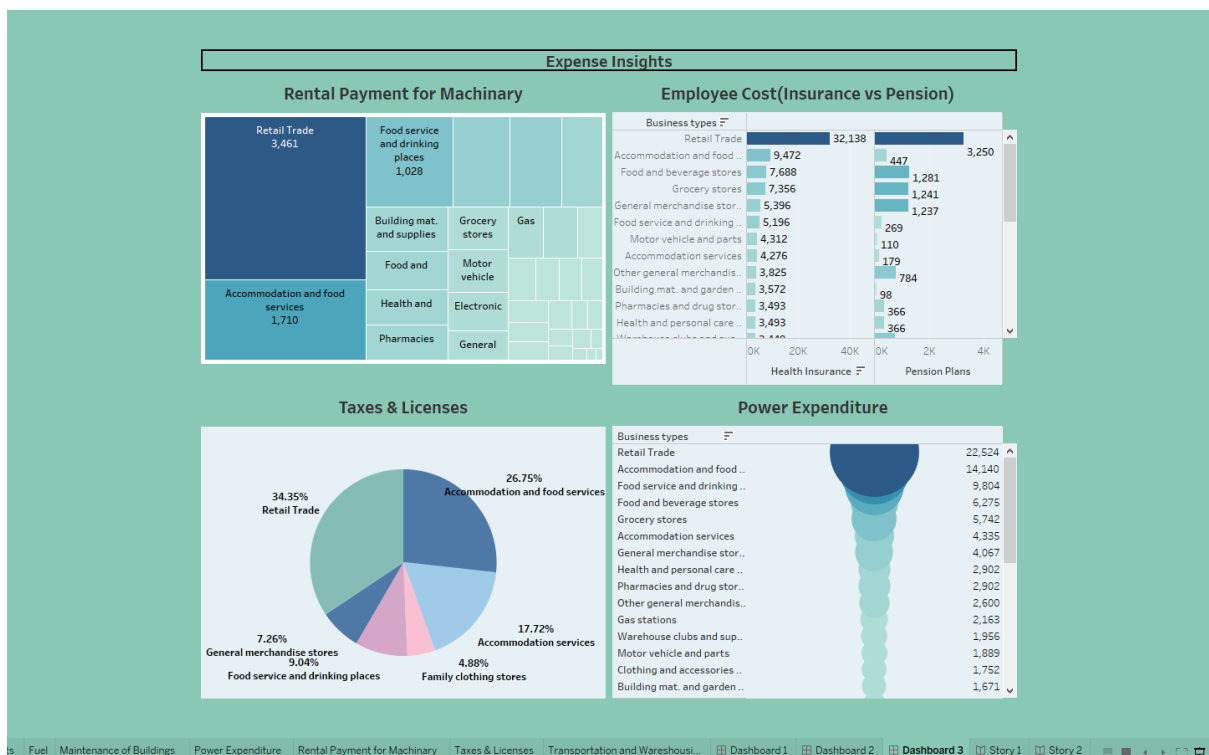 Expense Insights
Rental Payment for Machinary
Retail Trade
3,461
Food service
and drinking
places
1,028
Building mat.
and supplies
Grocery
stores
Gas
Food and
Motor
vehicle
Accommodation and food
services
1,710
Health and
Electronic
Pharmacies
General
Employee Cost(Insurance vs Pension)
Business types
Retail Trade 32,138 3,250
Accommodation and food .. 9,472 447
Food and beverage stores 7,688 1,281
Grocery stores 7,356 1,241
General merchandise stor.. 5,396 1,237
Food service and drinking .. 5,196 269
Motor vehicle and parts 4,312 110
Accommodation services 4,276 179
Other general merchandis.. 3,825 784
Building mat. and garden .. 3,572 98
Pharmacies and drug stor.. 3,493 366
Health and personal care .. 3,493 366
0K 20K 40K 0K 2K 4K
Health Insurance Pension Plans
Taxes & Licenses
26.75%
Accommodation and food services
34.35%
Retail Trade
17.72%
Accommodation services
7.26%
General merchandise stores
9.04%
Food service and drinking places
4.88%
Family clothing stores
Power Expenditure
Business types
Retail Trade 22,524
Accommodation and food .. 14,140
Food service and drinking .. 9,804
Food and beverage stores 6,275
Grocery stores 5,742
Accommodation services 4,335
General merchandise stor.. 4,067
Health and personal care .. 2,902
Pharmacies and drug stor.. 2,902
Other general merchandis.. 2,600
Gas stations 2,163
Warehouse clubs and sup.. 1,956
Motor vehicle and parts 1,889
Clothing and accessories .. 1,752
Building mat. and garden .. 1,671
Fuel Maintenance of Buildings Power Expenditure Rental Payment for Machinary Taxes & Licenses Transportation and Warehousi... Dashboard 1 Dashboard 2 Dashboard 3 Story 1 Story 2